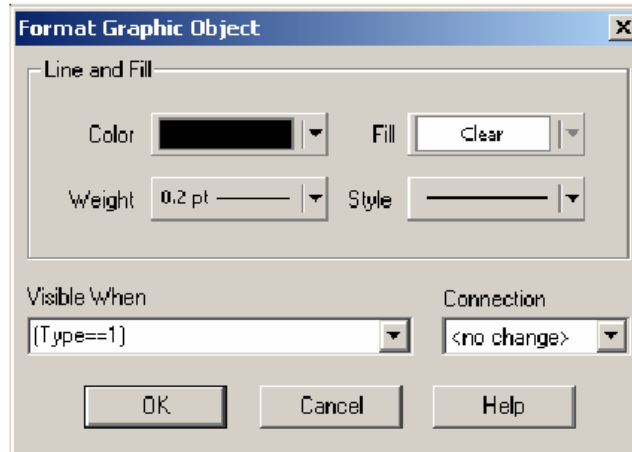 Format Graphic Object
Line and Fill
Color Fill Clear
Weight 0.2 pt Style
Visible When Connection
(Type==1) <no change>
OK Cancel Help